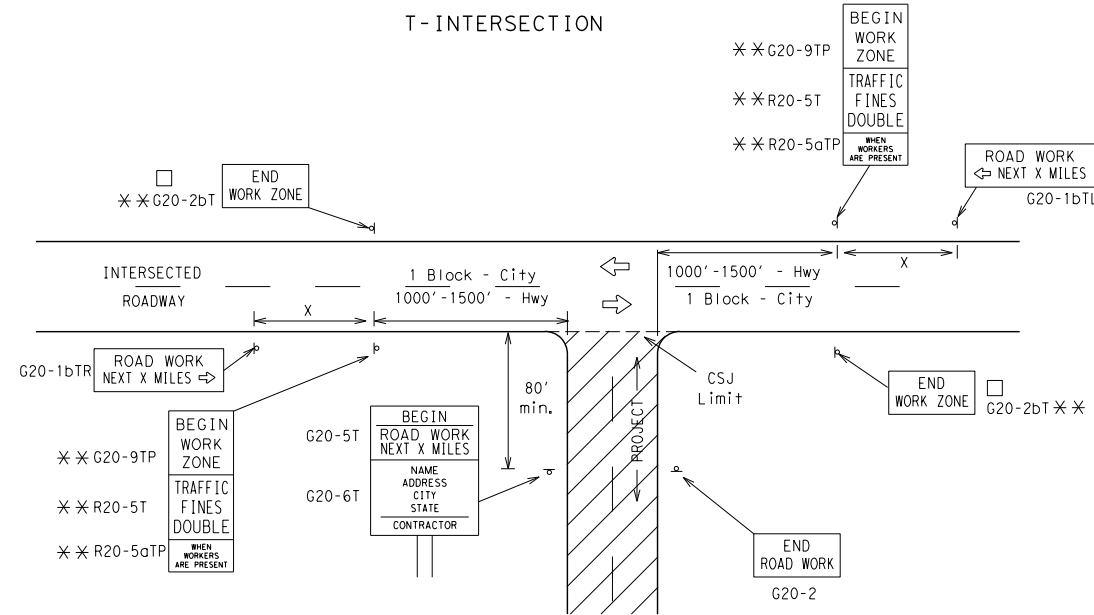 T-INTERSECTION
BEGIN
WORK
ZONE
TRAFFIC
FINES
DOUBLE
WHEN
WORKERS
ARE PRESENT
**G20-9TP
**R20-5T
**R20-5aTP
ROAD WORK
⇦ NEXT X MILES
G20-1bTL
END
WORK ZONE
□
**G20-2bT
INTERSECTED
ROADWAY
1 Block - City
1000'-1500' - Hwy
X
1000'-1500' - Hwy
1 Block - City
X
G20-1bTR
ROAD WORK
NEXT X MILES ⇨
80'
min.
PROJECT
CSJ
Limit
END
WORK ZONE
□
G20-2bT**
BEGIN
WORK
ZONE
TRAFFIC
FINES
DOUBLE
WHEN
WORKERS
ARE PRESENT
**G20-9TP
**R20-5T
**R20-5aTP
G20-5T
BEGIN
ROAD WORK
NEXT X MILES
G20-6T
NAME
ADDRESS
CITY
STATE
CONTRACTOR
END
ROAD WORK
G20-2